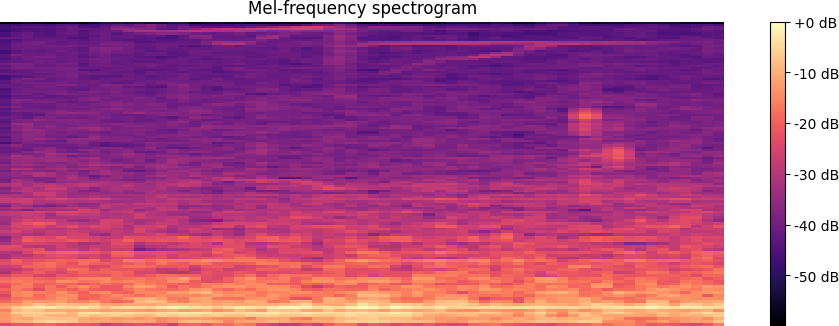 Mel-frequency spectrogram
+0 dB
-10 dB
-20 dB
-30 dB
-40 dB
-50 dB